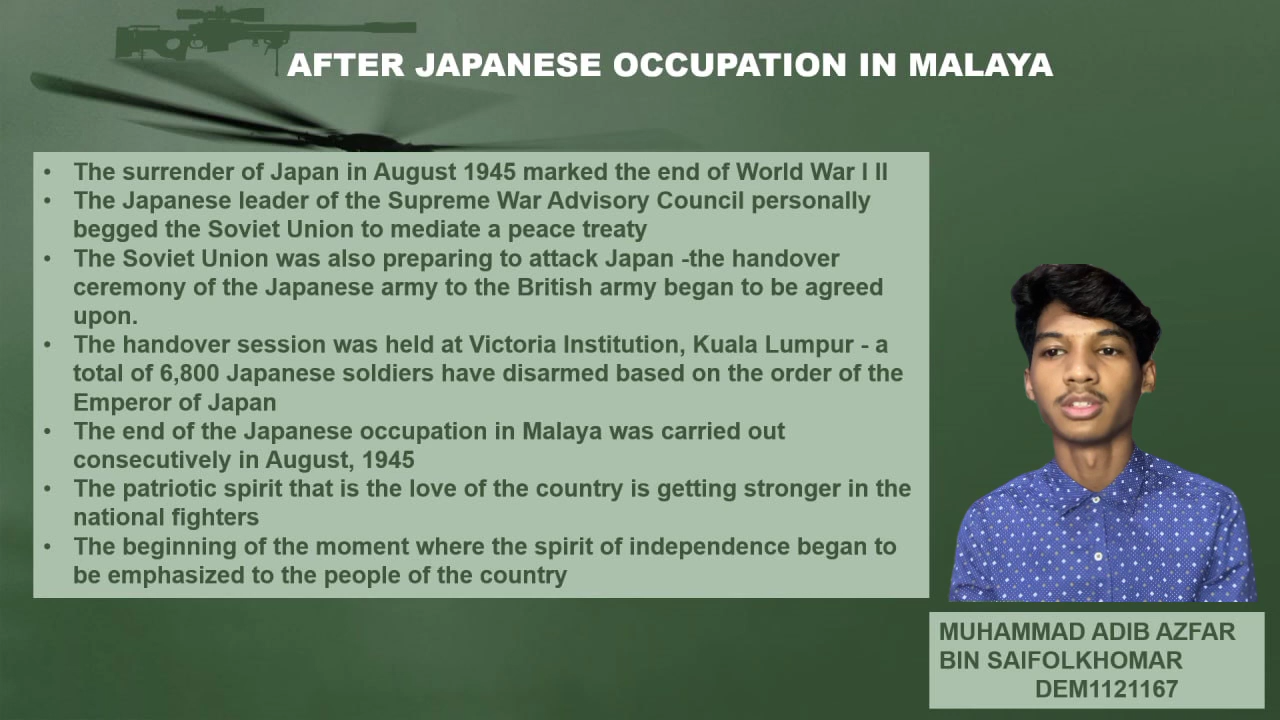 AFTER JAPANESE OCCUPATION IN MALAYA
• The surrender of Japan in August 1945 marked the end of World War I II
• The Japanese leader of the Supreme War Advisory Council personally
begged the Soviet Union to mediate a peace treaty
• The Soviet Union was also preparing to attack Japan -the handover
ceremony of the Japanese army to the British army began to be agreed
upon.
• The handover session was held at Victoria Institution, Kuala Lumpur - a
total of 6,800 Japanese soldiers have disarmed based on the order of the
Emperor of Japan
• The end of the Japanese occupation in Malaya was carried out
consecutively in August, 1945
• The patriotic spirit that is the love of the country is getting stronger in the
national fighters
• The beginning of the moment where the spirit of independence began to
be emphasized to the people of the country
MUHAMMAD ADIB AZFAR
BIN SAIFOLKHOMAR
DEM1121167